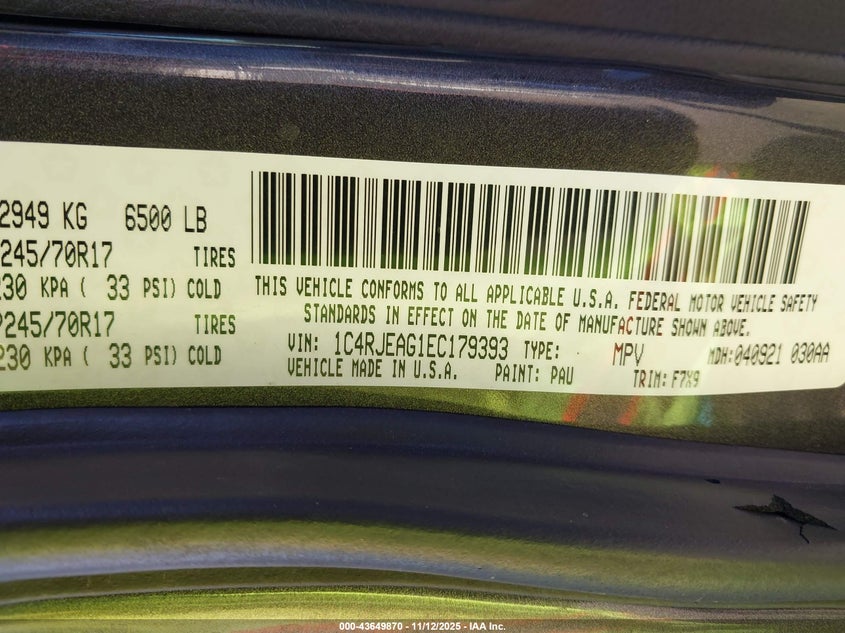 2949 KG 6500 LB
245/70R17 TIRES
230 KPA ( 33 PSI) COLD
P245/70R17 TIRES
230 KPA ( 33 PSI) COLD
THIS VEHICLE CONFORMS TO ALL APPLICABLE U.S.A. FEDERAL MOTOR VEHICLE SAFETY
STANDARDS IN EFFECT ON THE DATE OF MANUFACTURE SHOWN ABOVE.
VIN: 1C4RJEAG1EC179393 TYPE: MPV MDH:040921 030AA
VEHICLE MADE IN U.S.A. PAINT: PAU TRIM: F7X9
000-43649870 - 11/12/2025 - IAA Inc.